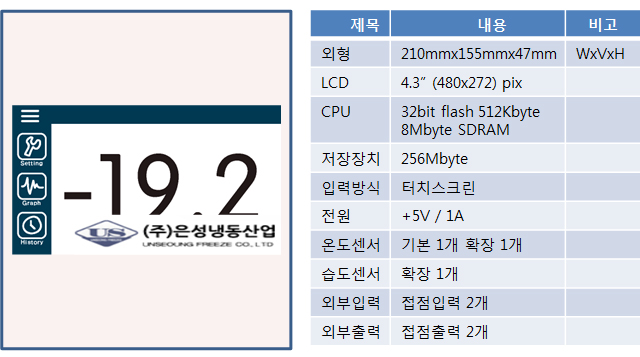 Setting
Graph
History
-19.2
US
UNSEOUNG FREEZE
(주)은성냉동산업
UNSEOUNG FREEZE CO., LTD
제목 내용 비고
외형 210mmx155mmx47mm WxVxH
LCD 4.3” (480x272) pix
CPU 32bit flash 512Kbyte
8Mbyte SDRAM
저장장치 256Mbyte
입력방식 터치스크린
전원 +5V / 1A
온도센서 기본 1개 확장 1개
습도센서 확장 1개
외부입력 접점입력 2개
외부출력 접점출력 2개